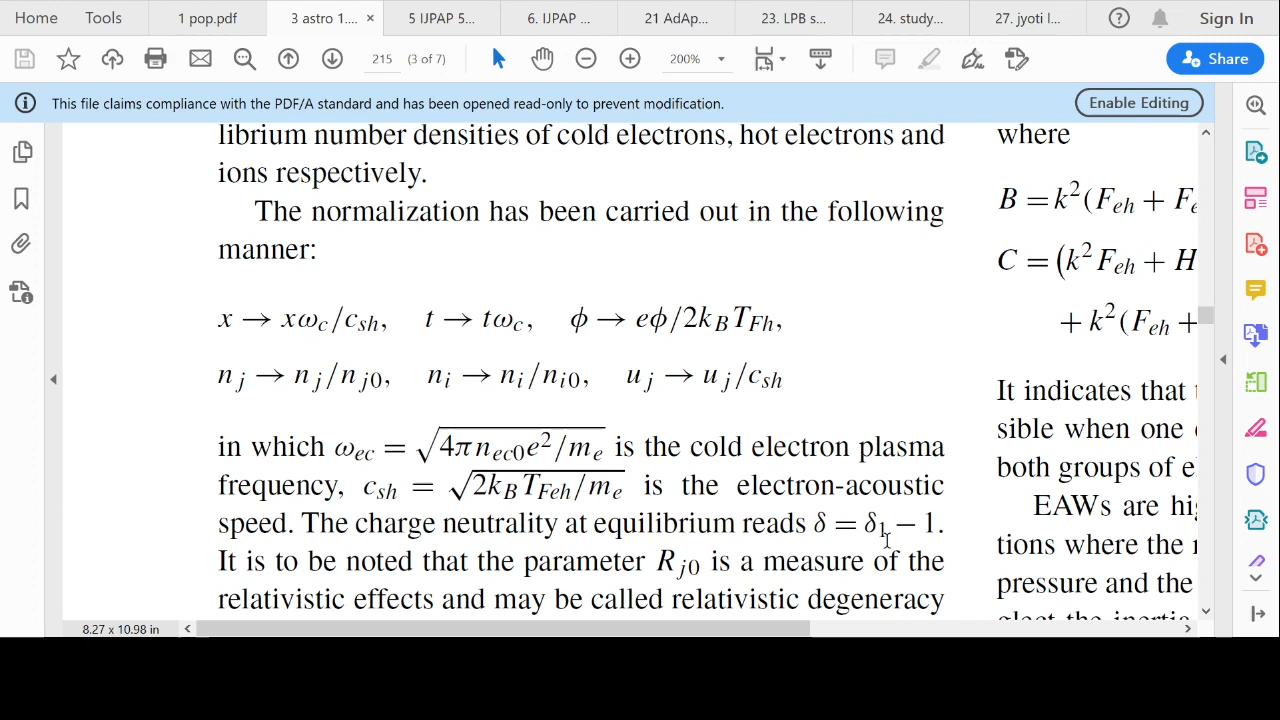 Home Tools 1 pop.pdf 3 astro 1.... × 5 IJPAP 5... 6. IJPAP ... 21 AdAp... 23. LPB s... 24. study... 27. jyoti I... Sign In
215 (3 of 7) 200% Share
This file claims compliance with the PDF/A standard and has been opened read-only to prevent modification. Enable Editing
librium number densities of cold electrons, hot electrons and
ions respectively.
The normalization has been carried out in the following
manner:
x → xω_c/c_sh, t → tω_c, ϕ → eϕ/2k_B T_Fh,
n_j → n_j/n_j0, n_i → n_i/n_i0, u_j → u_j/c_sh
in which ω_ec = √4πn_ec0e²/m_e is the cold electron plasma
frequency, c_sh = √2k_B T_Feh/m_e is the electron-acoustic
speed. The charge neutrality at equilibrium reads δ = δ₁ − 1.
It is to be noted that the parameter R_j0 is a measure of the
relativistic effects and may be called relativistic degeneracy
where
B = k²(F_eh +
C = (k²F_eh + H
+ k²(F_eh +
It indicates that
sible when one
both groups of
EAWs are
tions where the
pressure and the
8.27 x 10.98 in